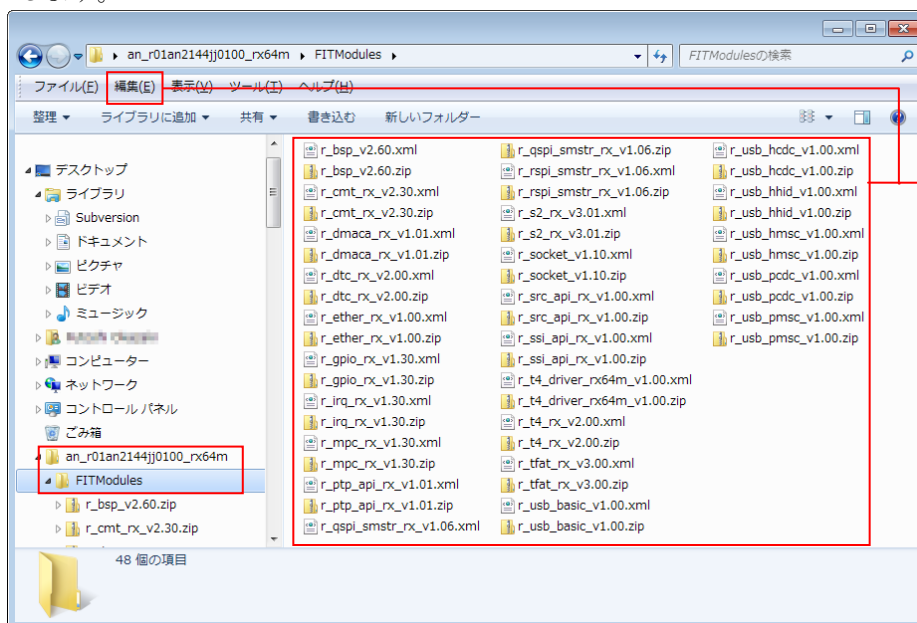 an_r01an2144jj0100_rx64m ▸ FITModules ▸
FITModulesの検索
ファイル(F) 編集(E) 表示(V) ツール(T) ヘルプ(H)
整理 ▼ ライブラリに追加 ▼ 共有 ▼ 書き込む 新しいフォルダー
デスクトップ
ライブラリ
Subversion
ドキュメント
ピクチャ
ビデオ
ミュージック
コンピューター
ネットワーク
コントロール パネル
ごみ箱
an_r01an2144jj0100_rx64m
FITModules
r_bsp_v2.60.zip
r_cmt_rx_v2.30.zip
r_bsp_v2.60.xml
r_bsp_v2.60.zip
r_cmt_rx_v2.30.xml
r_cmt_rx_v2.30.zip
r_dmaca_rx_v1.01.xml
r_dmaca_rx_v1.01.zip
r_dtc_rx_v2.00.xml
r_dtc_rx_v2.00.zip
r_ether_rx_v1.00.xml
r_ether_rx_v1.00.zip
r_gpio_rx_v1.30.xml
r_gpio_rx_v1.30.zip
r_irq_rx_v1.30.xml
r_irq_rx_v1.30.zip
r_mpc_rx_v1.30.xml
r_mpc_rx_v1.30.zip
r_ptp_api_rx_v1.01.xml
r_ptp_api_rx_v1.01.zip
r_qspi_smstr_rx_v1.06.xml
r_qspi_smstr_rx_v1.06.zip
r_rspi_smstr_rx_v1.06.xml
r_rspi_smstr_rx_v1.06.zip
r_s2_rx_v3.01.xml
r_s2_rx_v3.01.zip
r_socket_v1.10.xml
r_socket_v1.10.zip
r_src_api_rx_v1.00.xml
r_src_api_rx_v1.00.zip
r_ssi_api_rx_v1.00.xml
r_ssi_api_rx_v1.00.zip
r_t4_driver_rx64m_v1.00.xml
r_t4_driver_rx64m_v1.00.zip
r_t4_rx_v2.00.xml
r_t4_rx_v2.00.zip
r_tfat_rx_v3.00.xml
r_tfat_rx_v3.00.zip
r_usb_basic_v1.00.xml
r_usb_basic_v1.00.zip
r_usb_hcdc_v1.00.xml
r_usb_hcdc_v1.00.zip
r_usb_hhid_v1.00.xml
r_usb_hhid_v1.00.zip
r_usb_hmsc_v1.00.xml
r_usb_hmsc_v1.00.zip
r_usb_pcdc_v1.00.xml
r_usb_pcdc_v1.00.zip
r_usb_pmsc_v1.00.xml
r_usb_pmsc_v1.00.zip
48 個の項目